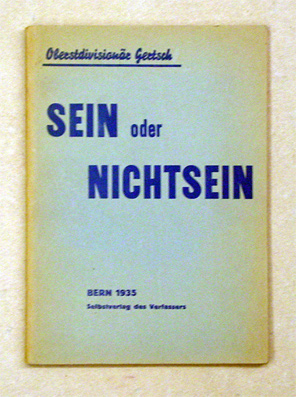 Oberstdivisionär Gertsch
SEIN oder
NICHTSEIN
BERN 1935
Selbstverlag des Verfassers